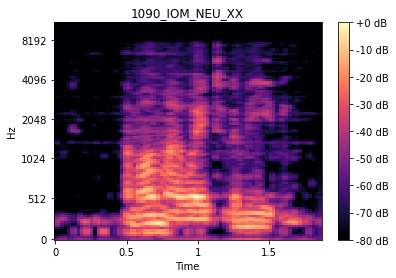 1090_IOM_NEU_XX
8192
4096
2048
1024
512
0
Hz
0
0.5
1
1.5
Time
+0 dB
-10 dB
-20 dB
-30 dB
-40 dB
-50 dB
-60 dB
-70 dB
-80 dB